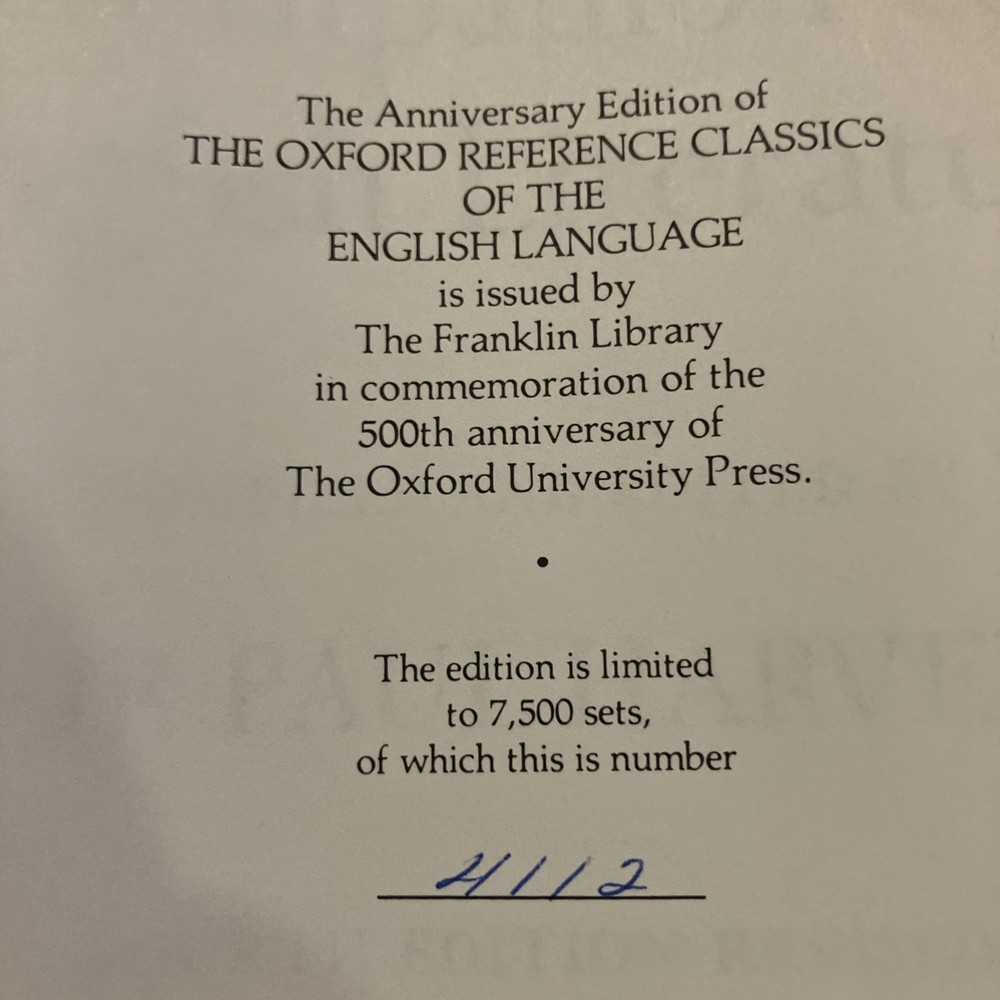 The Anniversary Edition of
THE OXFORD REFERENCE CLASSICS
OF THE
ENGLISH LANGUAGE
is issued by
The Franklin Library
in commemoration of the
500th anniversary of
The Oxford University Press.
•
The edition is limited
to 7,500 sets,
of which this is number
4112